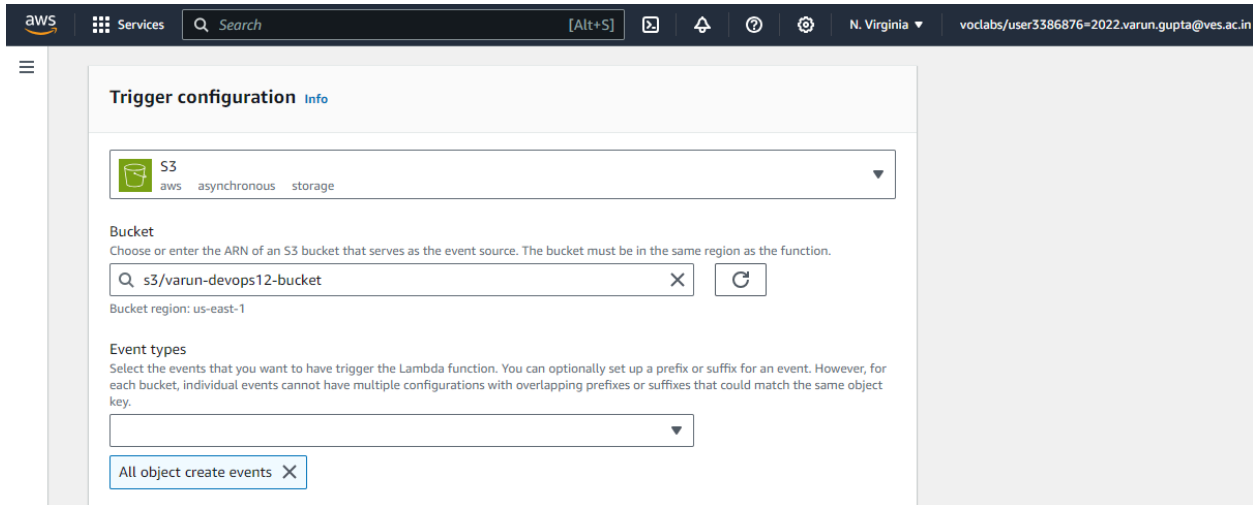 aws Services Search [Alt+S] N. Virginia voclabs/user3386876=2022.varun.gupta@ves.ac.in
Trigger configuration Info
S3
aws asynchronous storage
Bucket
Choose or enter the ARN of an S3 bucket that serves as the event source. The bucket must be in the same region as the function.
s3/varun-devops12-bucket
Bucket region: us-east-1
Event types
Select the events that you want to have trigger the Lambda function. You can optionally set up a prefix or suffix for an event. However, for
each bucket, individual events cannot have multiple configurations with overlapping prefixes or suffixes that could match the same object
key.
All object create events